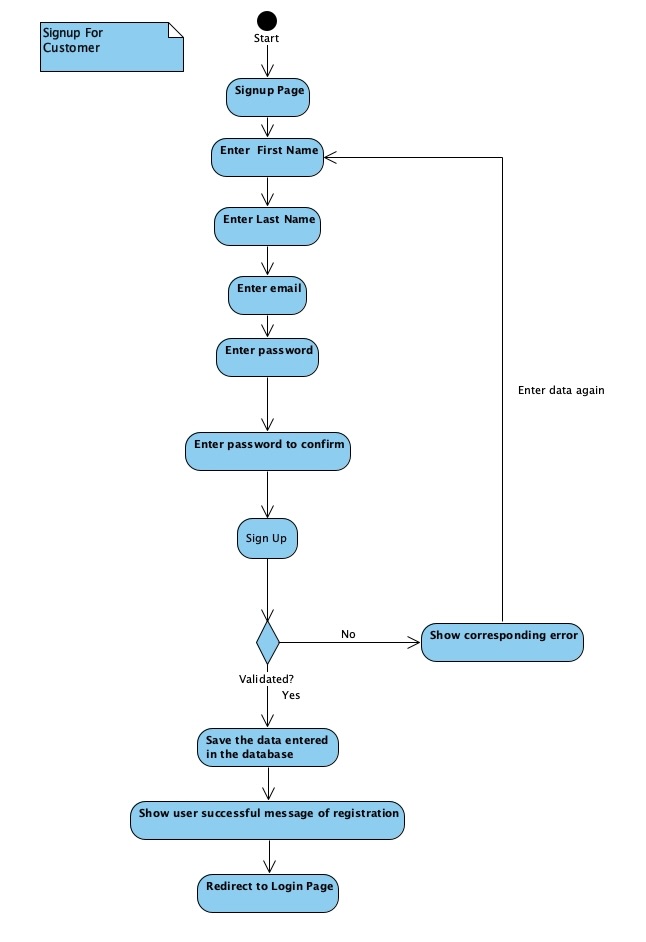 Signup For
Customer
Start
Signup Page
Enter  First Name
Enter Last Name
Enter email
Enter password
Enter data again
Enter password to confirm
Sign Up
No
Show corresponding error
Validated?
Yes
Save the data entered
in the database
Show user successful message of registration
Redirect to Login Page